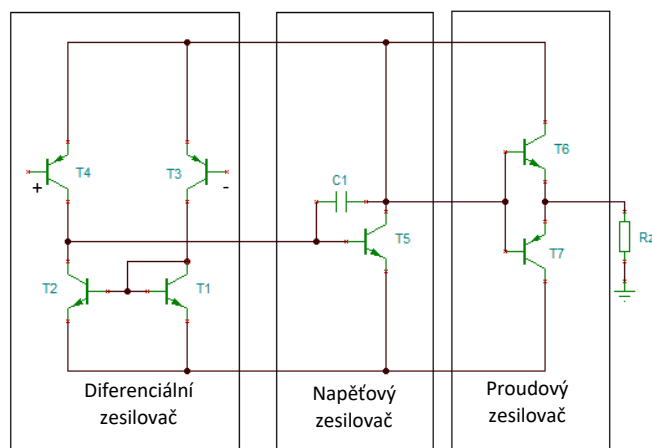 T4
T3
+
-
C1
T6
T5
T7
Rz
T2
T1
Diferenciální
zesilovač
Napěťový
zesilovač
Proudový
zesilovač